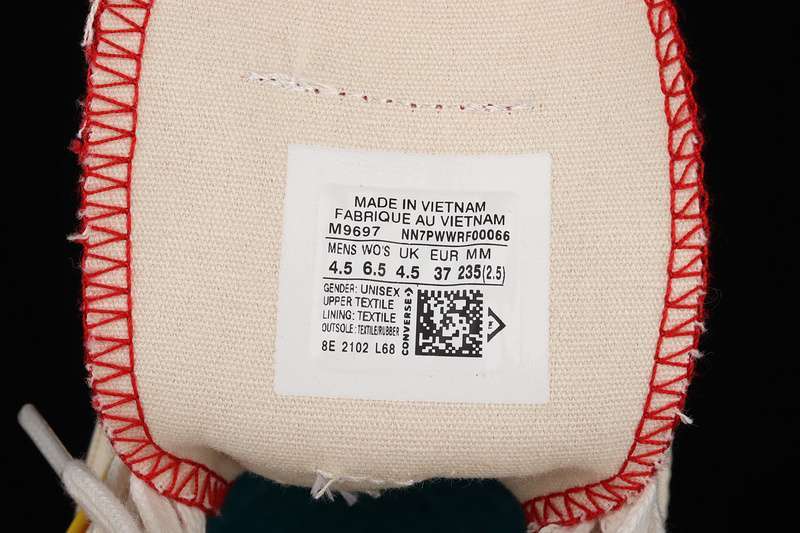 MADE IN VIETNAM
FABRIQUE AU VIETNAM
M9697 NN7PWWRF00066
MENS WO'S UK EUR MM
4.5 6.5 4.5 37 235(2.5)
GENDER: UNISEX
UPPER TEXTILE
LINING: TEXTILE
OUTSOLE: TEXTILE/RUBBER
8E 2102 L68
CONVERSE
E